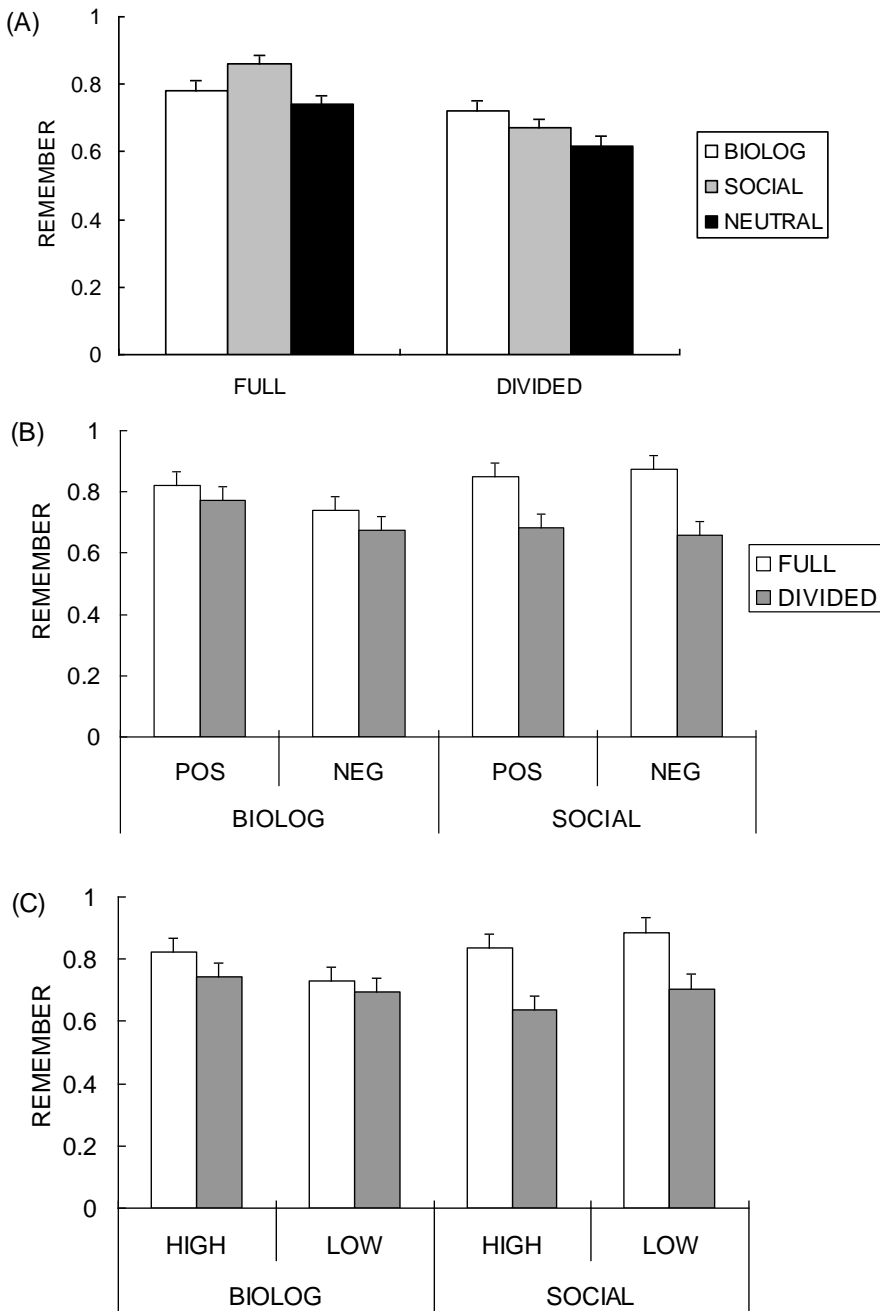 (A)
1
0.8
0.6
0.4
0.2
0
REMEMBER
FULL DIVIDED
BIOLOG
SOCIAL
NEUTRAL
(B)
1
0.8
0.6
0.4
0.2
0
REMEMBER
POS NEG POS NEG
BIOLOG SOCIAL
FULL
DIVIDED
(C)
1
0.8
0.6
0.4
0.2
0
REMEMBER
HIGH LOW HIGH LOW
BIOLOG SOCIAL